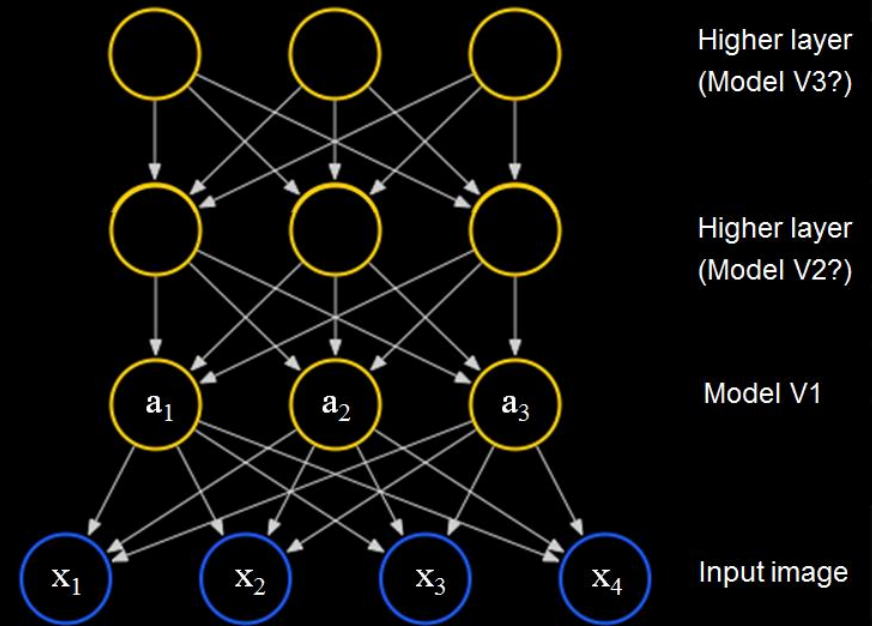 Higher layer
(Model V3?)
Higher layer
(Model V2?)
a₁ a₂ a₃ Model V1
x₁ x₂ x₃ x₄ Input image